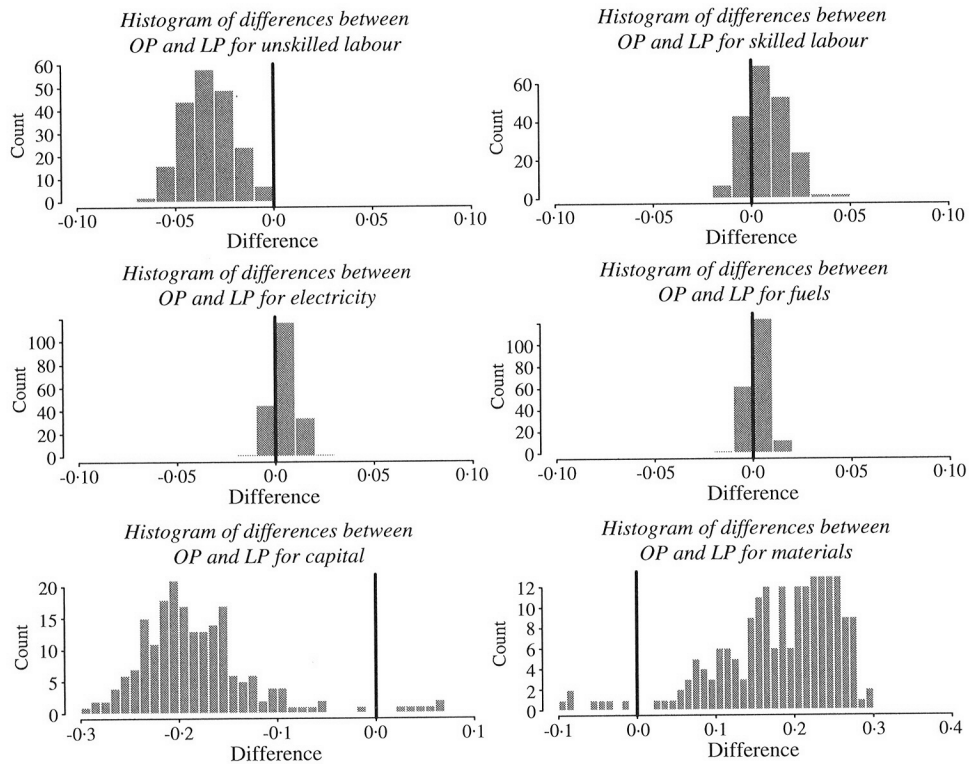 Histogram of differences between
OP and LP for unskilled labour
60
50
40
30
20
10
0
Count
-0·10
-0·05
0·0
0·05
0·10
Difference
Histogram of differences between
OP and LP for skilled labour
60
40
20
0
Count
-0·10
-0·05
0·0
0·05
0·10
Difference
Histogram of differences between
OP and LP for electricity
100
80
60
40
20
0
Count
-0·10
-0·05
0·0
0·05
0·10
Difference
Histogram of differences between
OP and LP for fuels
100
80
60
40
20
0
Count
-0·10
-0·05
0·0
0·05
0·10
Difference
Histogram of differences between
OP and LP for capital
20
15
10
5
0
Count
-0·3
-0·2
-0·1
0·0
0·1
Difference
Histogram of differences between
OP and LP for materials
12
10
8
6
4
2
0
Count
-0·1
0·0
0·1
0·2
0·3
0·4
Difference